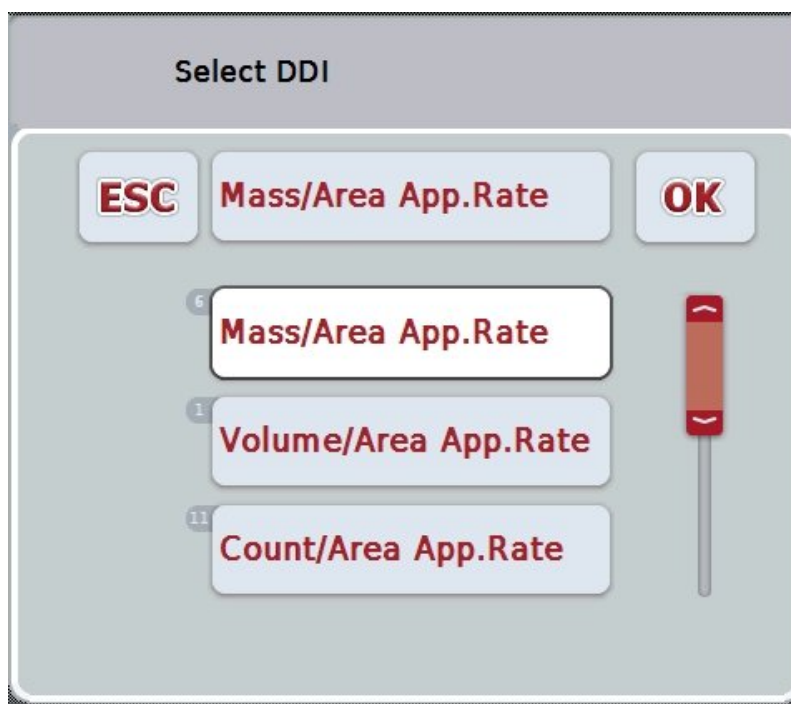 Select DDI
ESC Mass/Area App.Rate OK
6
Mass/Area App.Rate
1
Volume/Area App.Rate
11
Count/Area App.Rate